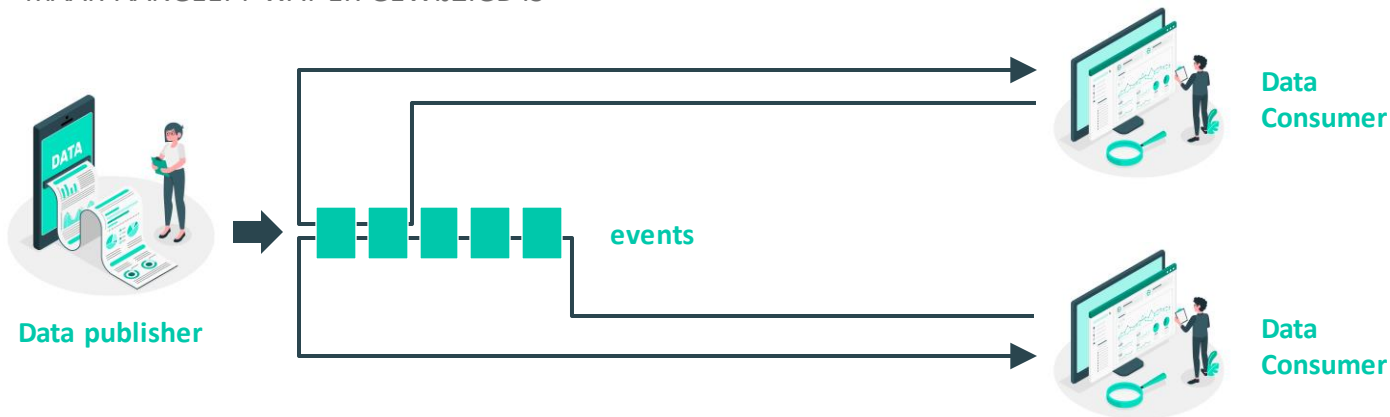 Data
Consumer
DATA
events
Data publisher
Data
Consumer